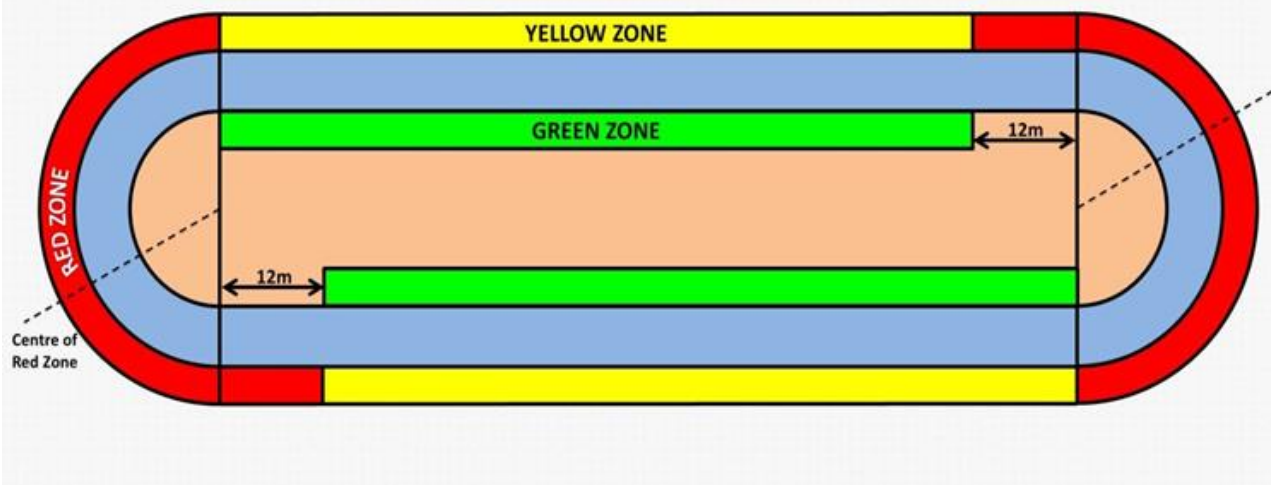 YELLOW ZONE
GREEN ZONE
12m
RED ZONE
12m
Centre of
Red Zone